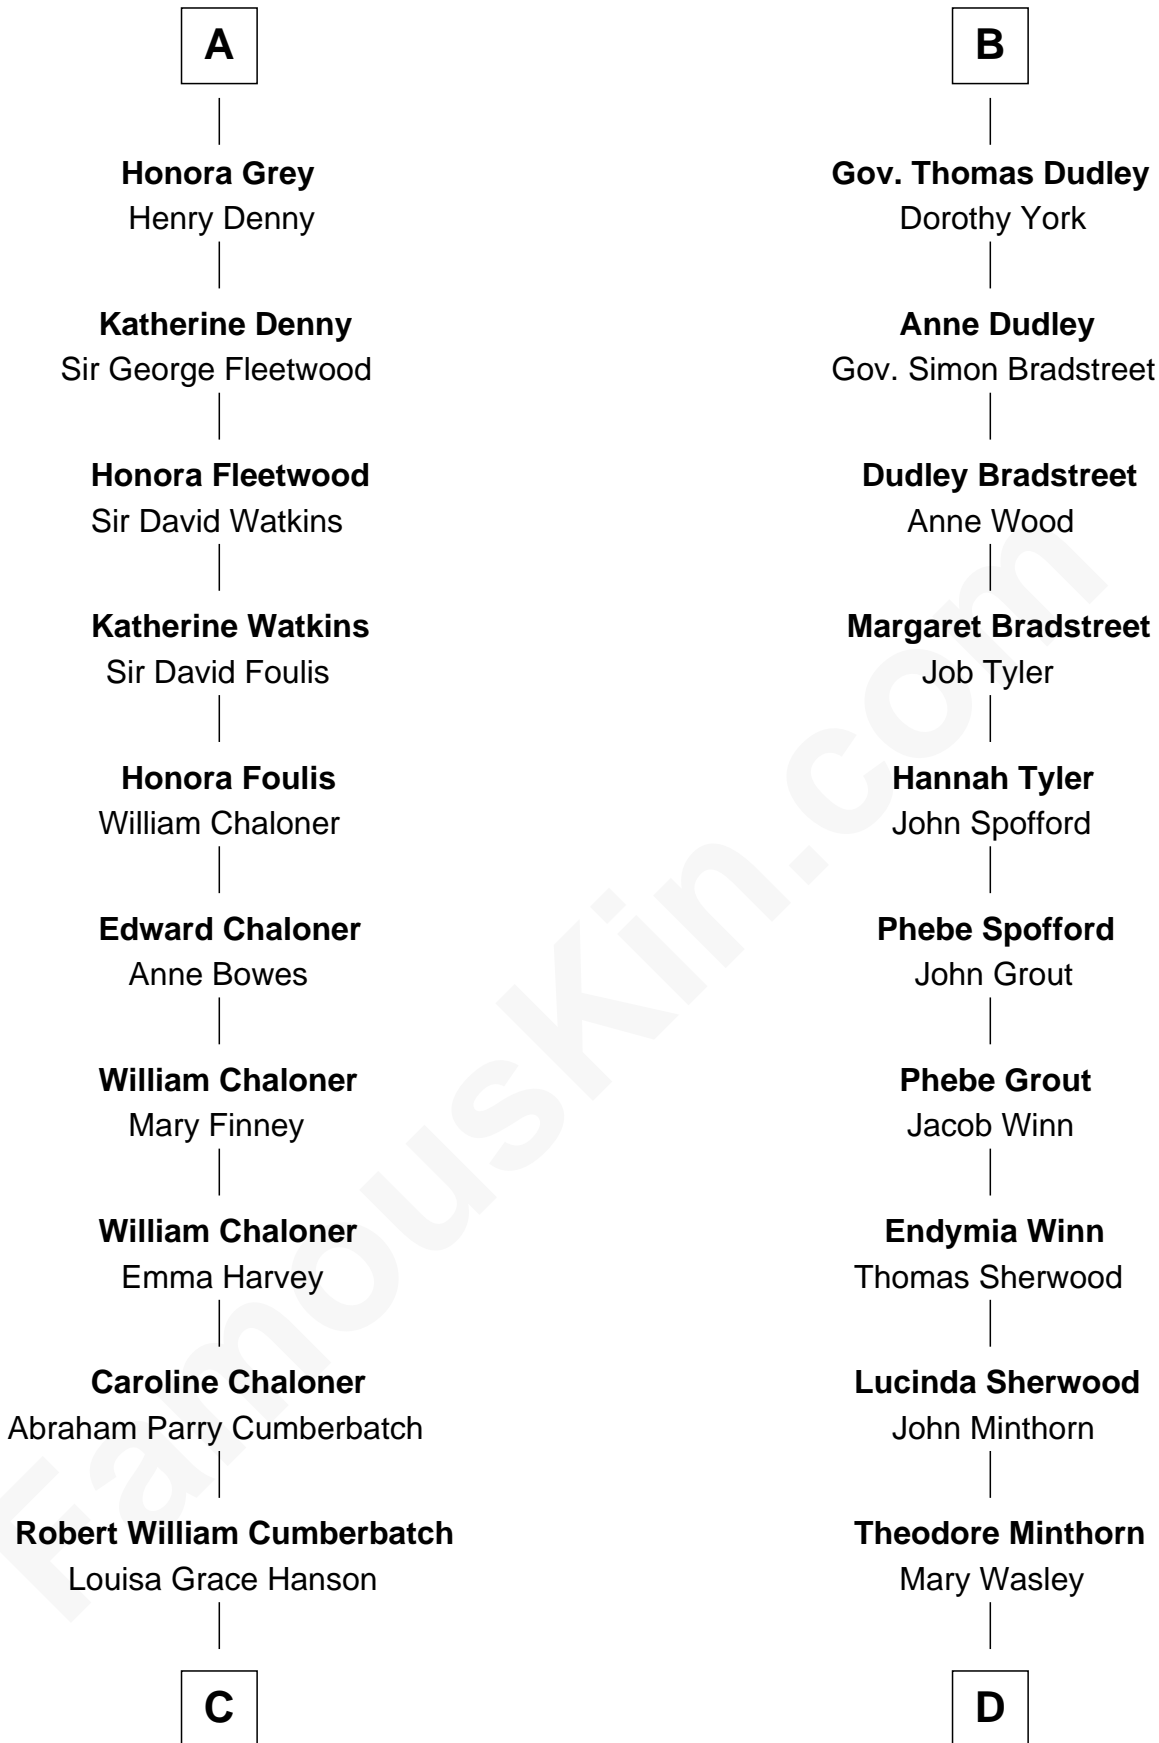 A
Honora Grey
Henry Denny
Katherine Denny
Sir George Fleetwood
Honora Fleetwood
Sir David Watkins
Katherine Watkins
Sir David Foulis
Honora Foulis
William Chaloner
Edward Chaloner
Anne Bowes
William Chaloner
Mary Finney
William Chaloner
Emma Harvey
Caroline Chaloner
Abraham Parry Cumberbatch
Robert William Cumberbatch
Louisa Grace Hanson
C
B
Gov. Thomas Dudley
Dorothy York
Anne Dudley
Gov. Simon Bradstreet
Dudley Bradstreet
Anne Wood
Margaret Bradstreet
Job Tyler
Hannah Tyler
John Spofford
Phebe Spofford
John Grout
Phebe Grout
Jacob Winn
Endymia Winn
Thomas Sherwood
Lucinda Sherwood
John Minthorn
Theodore Minthorn
Mary Wasley
D
FamousKin.com